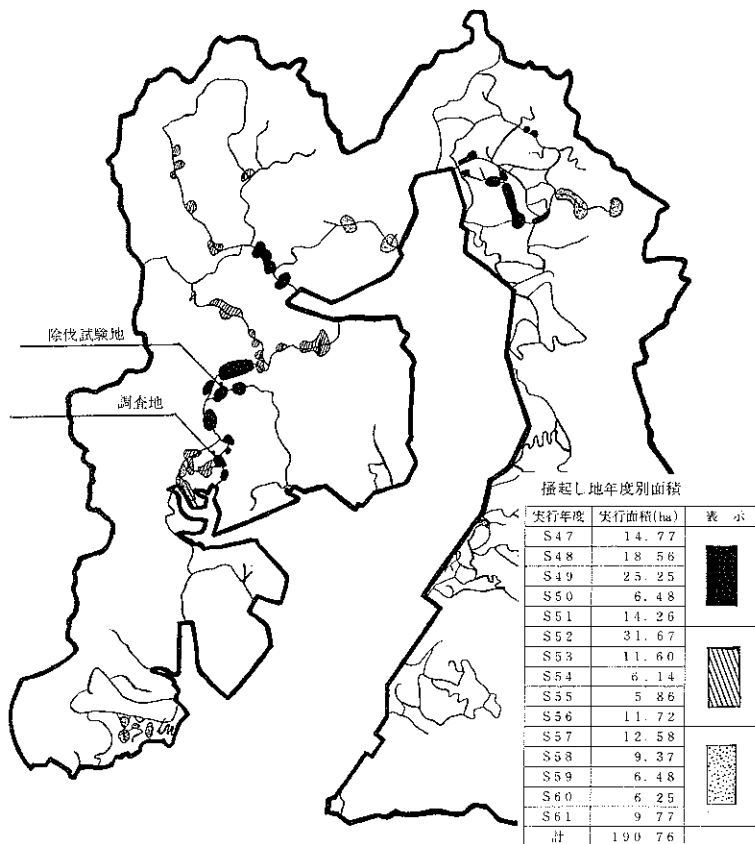 除伐試験地
調査地
掻起し地年度別面積
実行年度 実行面積(ha) 表示
S47 14.77
S48 18 56
S49 25.25
S50 6.48
S51 14.26
S52 31.67
S53 11.60
S54 6.14
S55 5 86
S56 11.72
S57 12.58
S58 9.37
S59 6.48
S60 6 25
S61 9 77
計 190 76